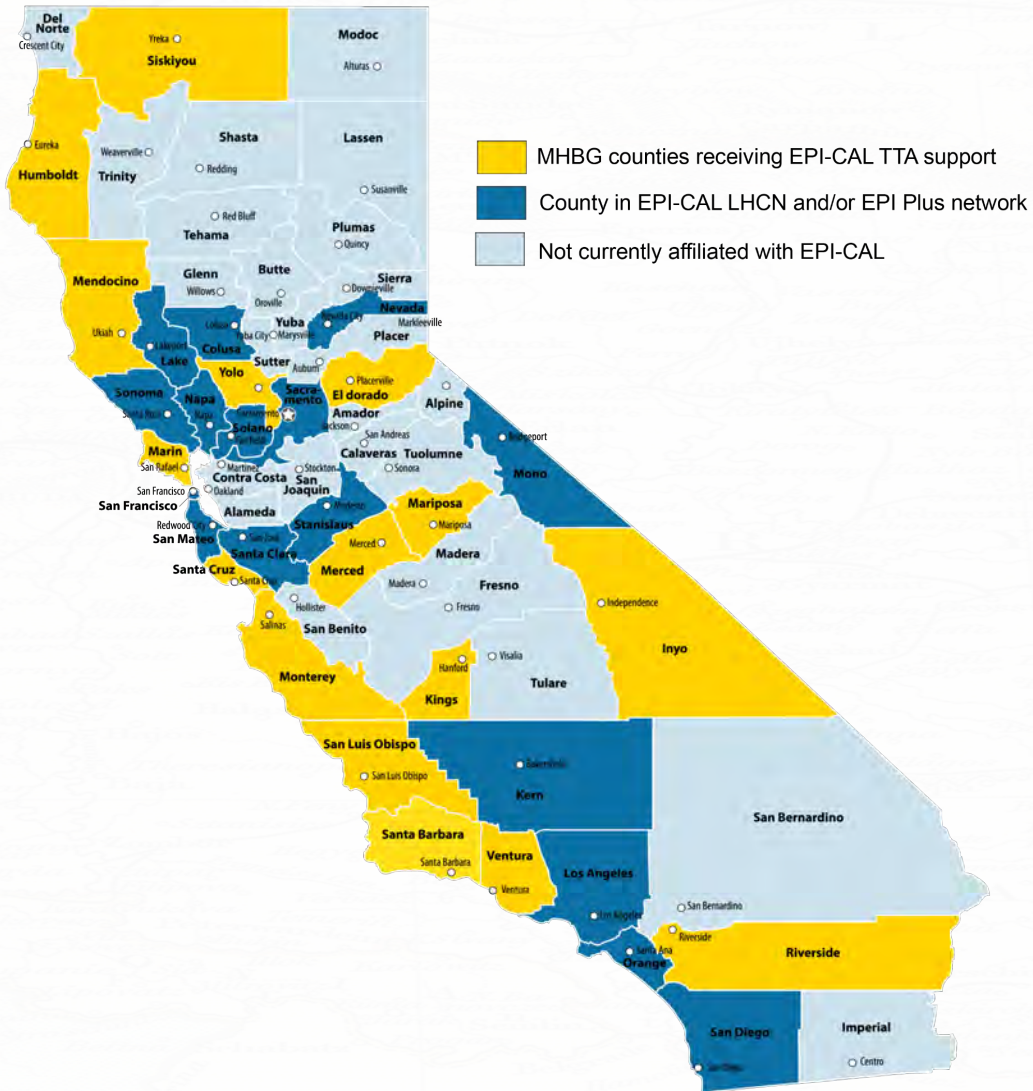 Del
Norte
Crescent City
Yreka
Siskiyou
Modoc
Alturas
Eureka
Humboldt
Weaverville
Trinity
Shasta
Redding
Lassen
Susanville
MHBG counties receiving EPI-CAL TTA support
County in EPI-CAL LHCN and/or EPI Plus network
Not currently affiliated with EPI-CAL
Red Bluff
Tehama
Plumas
Quincy
Mendocino
Ukiah
Glenn
Willows
Butte
Oroville
Sierra
Downieville
Nevada
Nevada City
Markleeville
Placer
Lakeport
Lake
Colusa
Colusa
Yuba
Yuba City
Marysville
Sutter
Auburn
Yolo
Placerville
El dorado
Sonoma
Santa Rosa
Napa
Napa
Sacra-
mento
Sacramento
Solano
Fairfield
Amador
Jackson
Alpine
San Andreas
Calaveras
Tuolumne
Sonora
Bridgeport
Mono
Marin
San Rafael
Martinez
Contra Costa
Stockton
San
Joaquin
San Francisco
San Francisco
Oakland
Alameda
Modesto
Stanislaus
Mariposa
Mariposa
Redwood City
San Mateo
San José
Santa Clara
Merced
Merced
Madera
Madera
Santa Cruz
Santa Cruz
Hollister
San Benito
Fresno
Fresno
Independence
Inyo
Salinas
Monterey
Hanford
Kings
Visalia
Tulare
San Luis Obispo
San Luis Obispo
Bakersfield
Kern
San Bernardino
San Bernardino
Santa Barbara
Santa Barbara
Ventura
Ventura
Los Angeles
Los Angeles
Santa Ana
Orange
Riverside
Riverside
San Diego
San Diego
Imperial
Centro